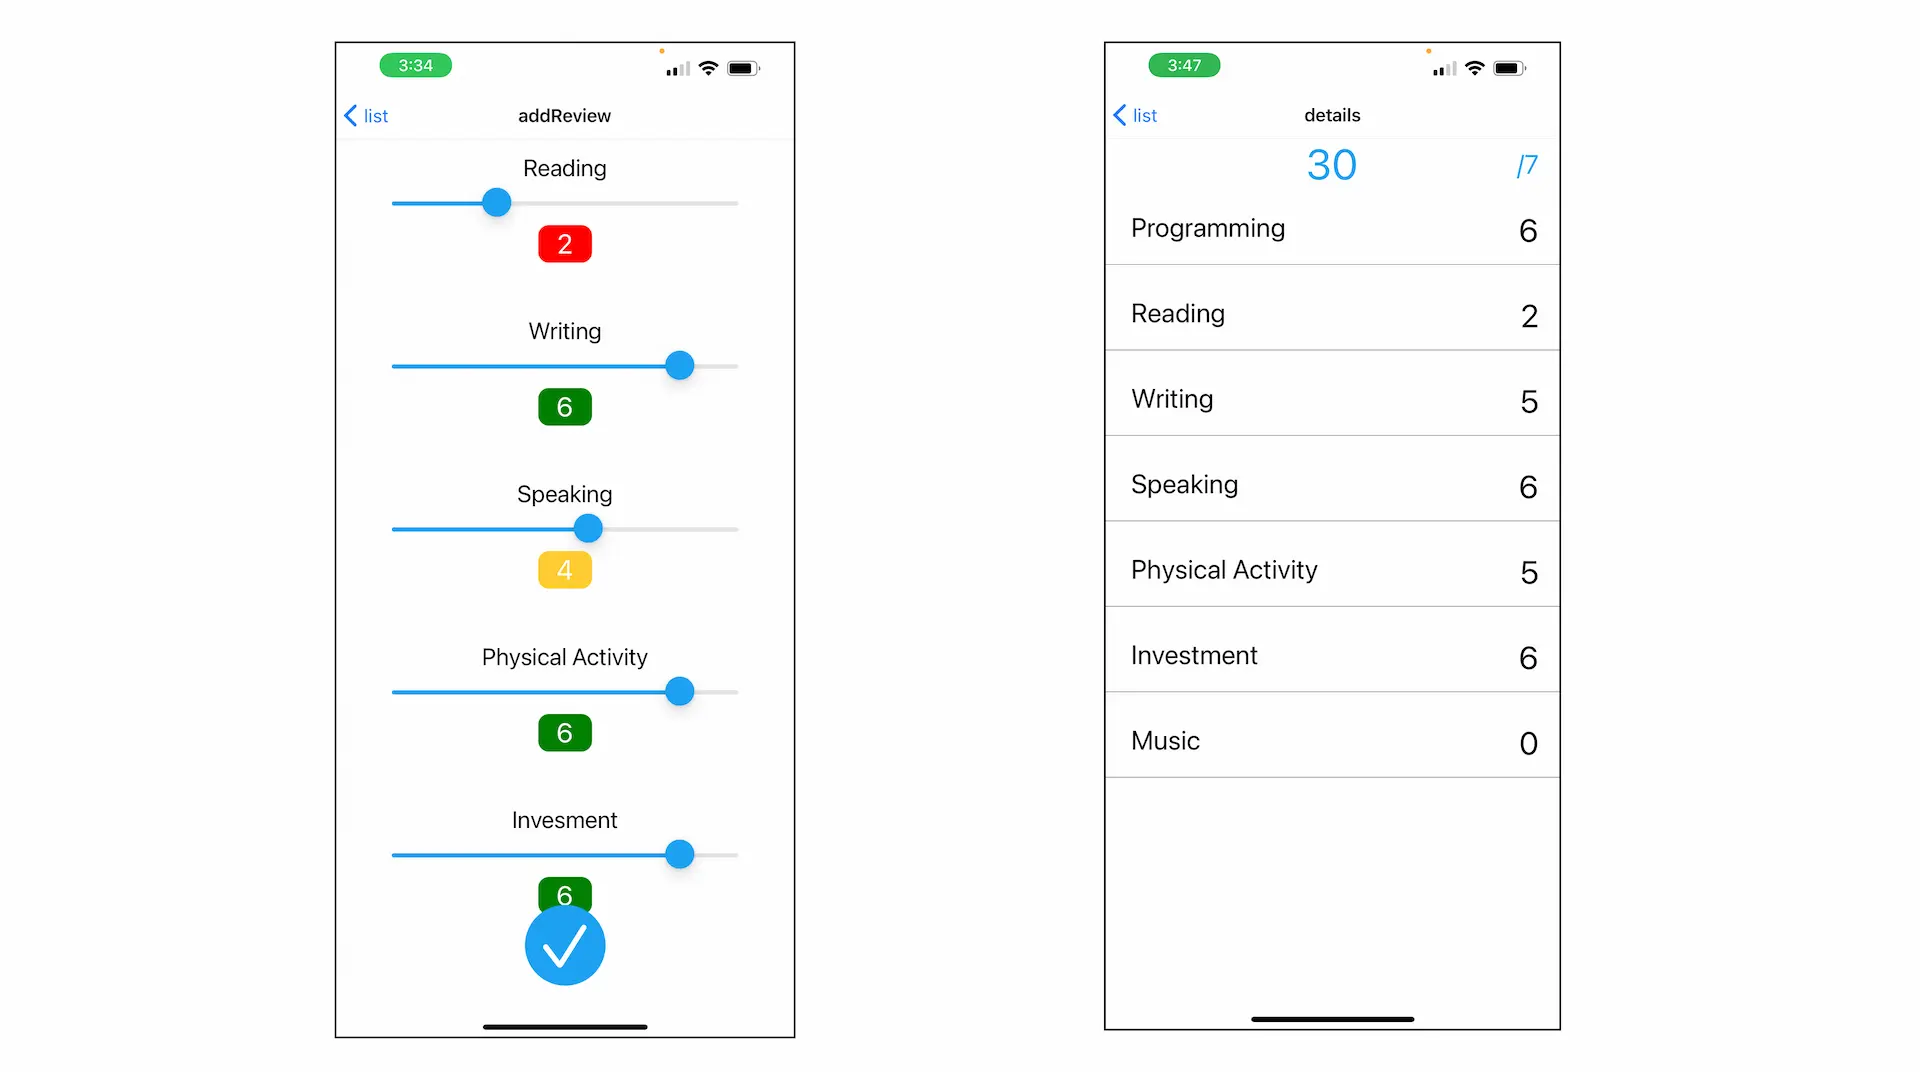 3:34
list
addReview
Reading
2
Writing
6
Speaking
4
Physical Activity
6
Invesment
6
3:47
list
details
30 /7
Programming 6
Reading 2
Writing 5
Speaking 6
Physical Activity 5
Investment 6
Music 0